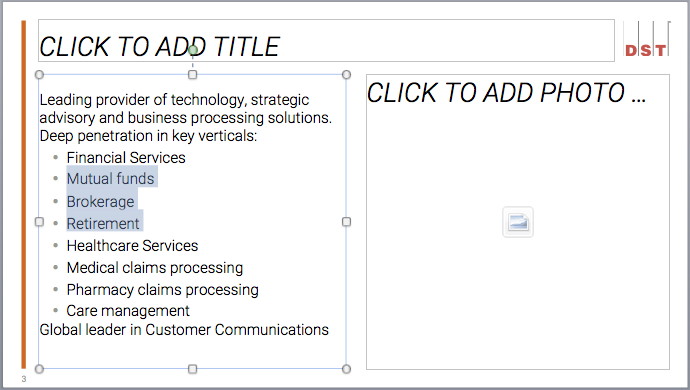 CLICK TO ADD TITLE
DST
Leading provider of technology, strategic
advisory and business processing solutions.
Deep penetration in key verticals:
• Financial Services
• Mutual funds
• Brokerage
• Retirement
• Healthcare Services
• Medical claims processing
• Pharmacy claims processing
• Care management
Global leader in Customer Communications
CLICK TO ADD PHOTO ...
3